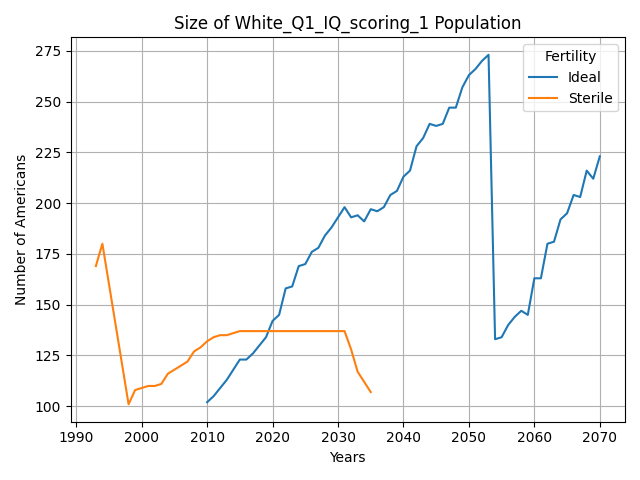 Size of White_Q1_IQ_scoring_1 Population
Number of Americans
275
250
225
200
175
150
125
100
Fertility
Ideal
Sterile
1990 2000 2010 2020 2030 2040 2050 2060 2070
Years